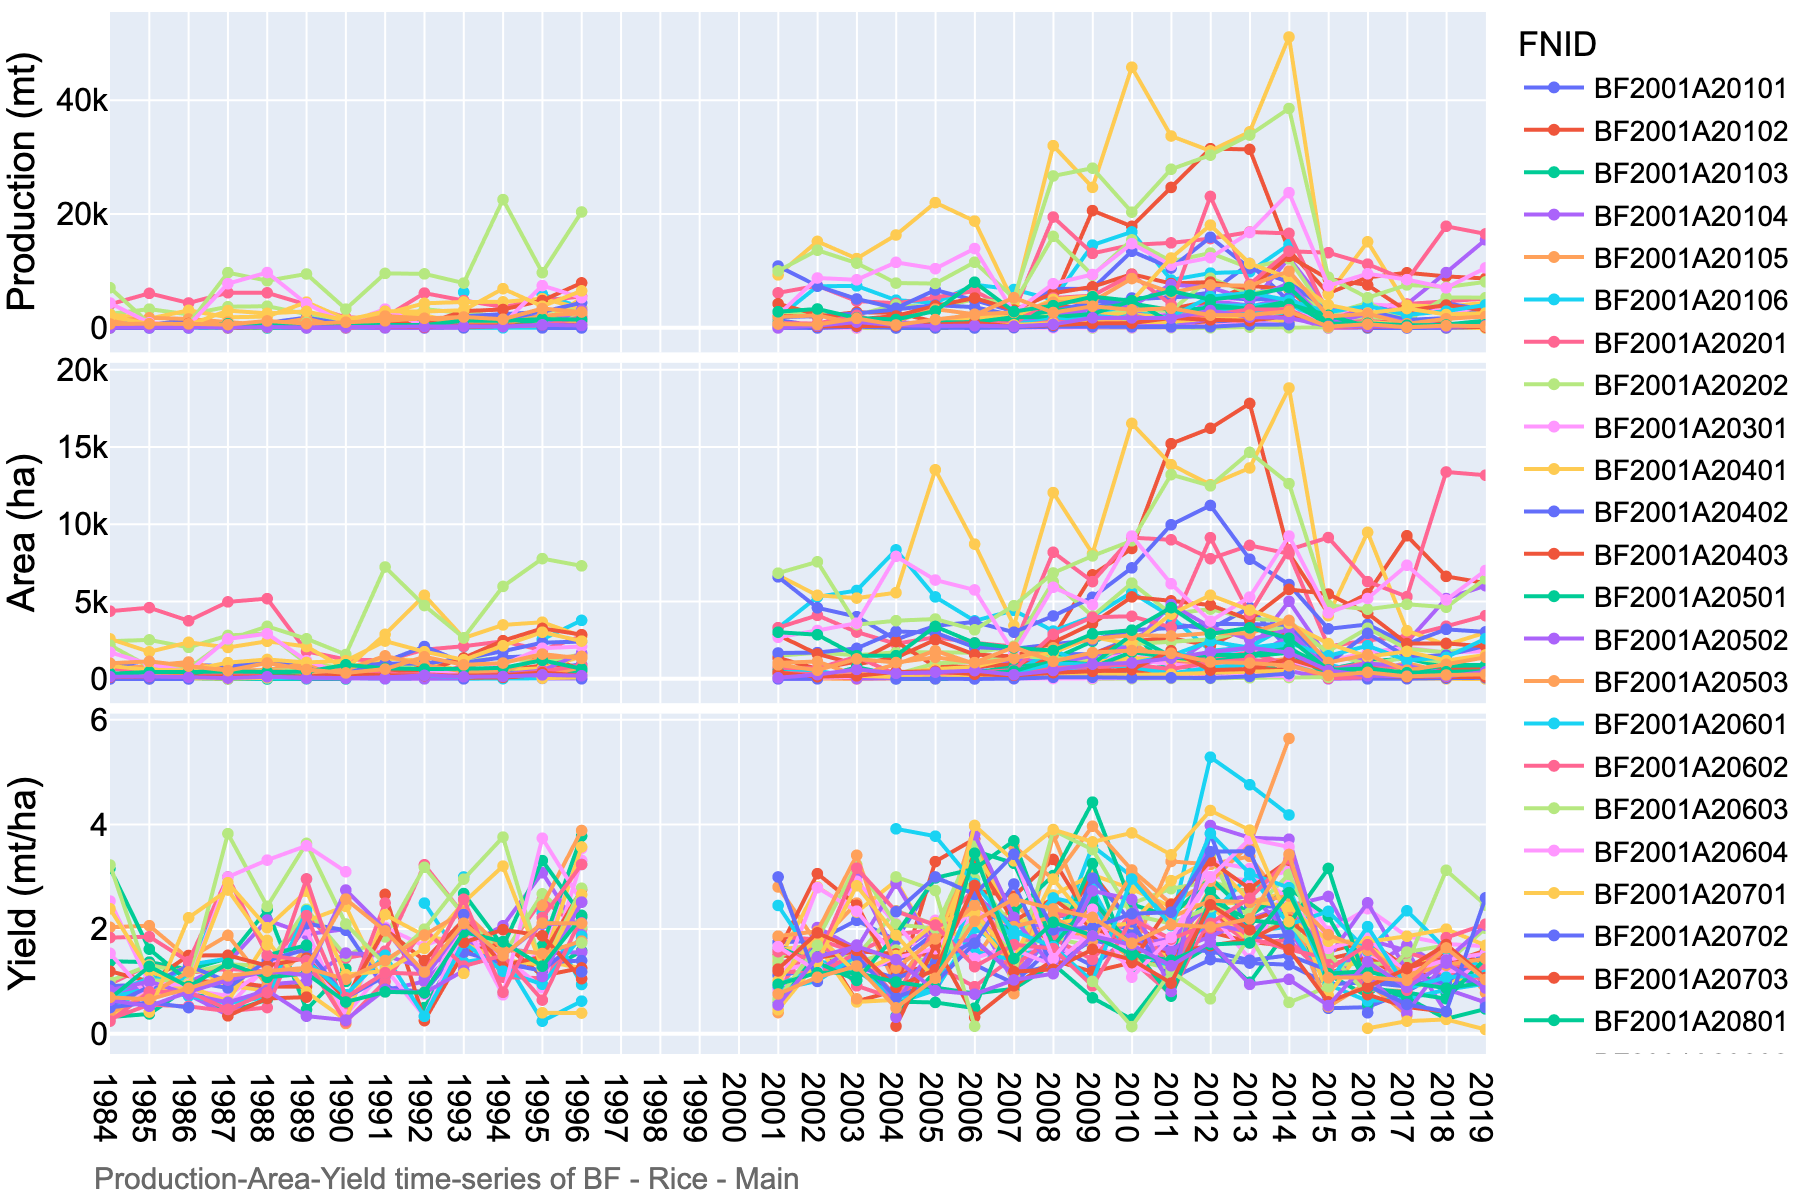 Production (mt)
40k
20k
0
Area (ha)
20k
15k
10k
5k
0
Yield (mt/ha)
6
4
2
0
1984
1985
1986
1987
1988
1989
1990
1991
1992
1993
1994
1995
1996
1997
1998
1999
2000
2001
2002
2003
2004
2005
2006
2007
2008
2009
2010
2011
2012
2013
2014
2015
2016
2017
2018
2019
Production-Area-Yield time-series of BF - Rice - Main
FNID
BF2001A20101
BF2001A20102
BF2001A20103
BF2001A20104
BF2001A20105
BF2001A20106
BF2001A20201
BF2001A20202
BF2001A20301
BF2001A20401
BF2001A20402
BF2001A20403
BF2001A20501
BF2001A20502
BF2001A20503
BF2001A20601
BF2001A20602
BF2001A20603
BF2001A20604
BF2001A20701
BF2001A20702
BF2001A20703
BF2001A20801